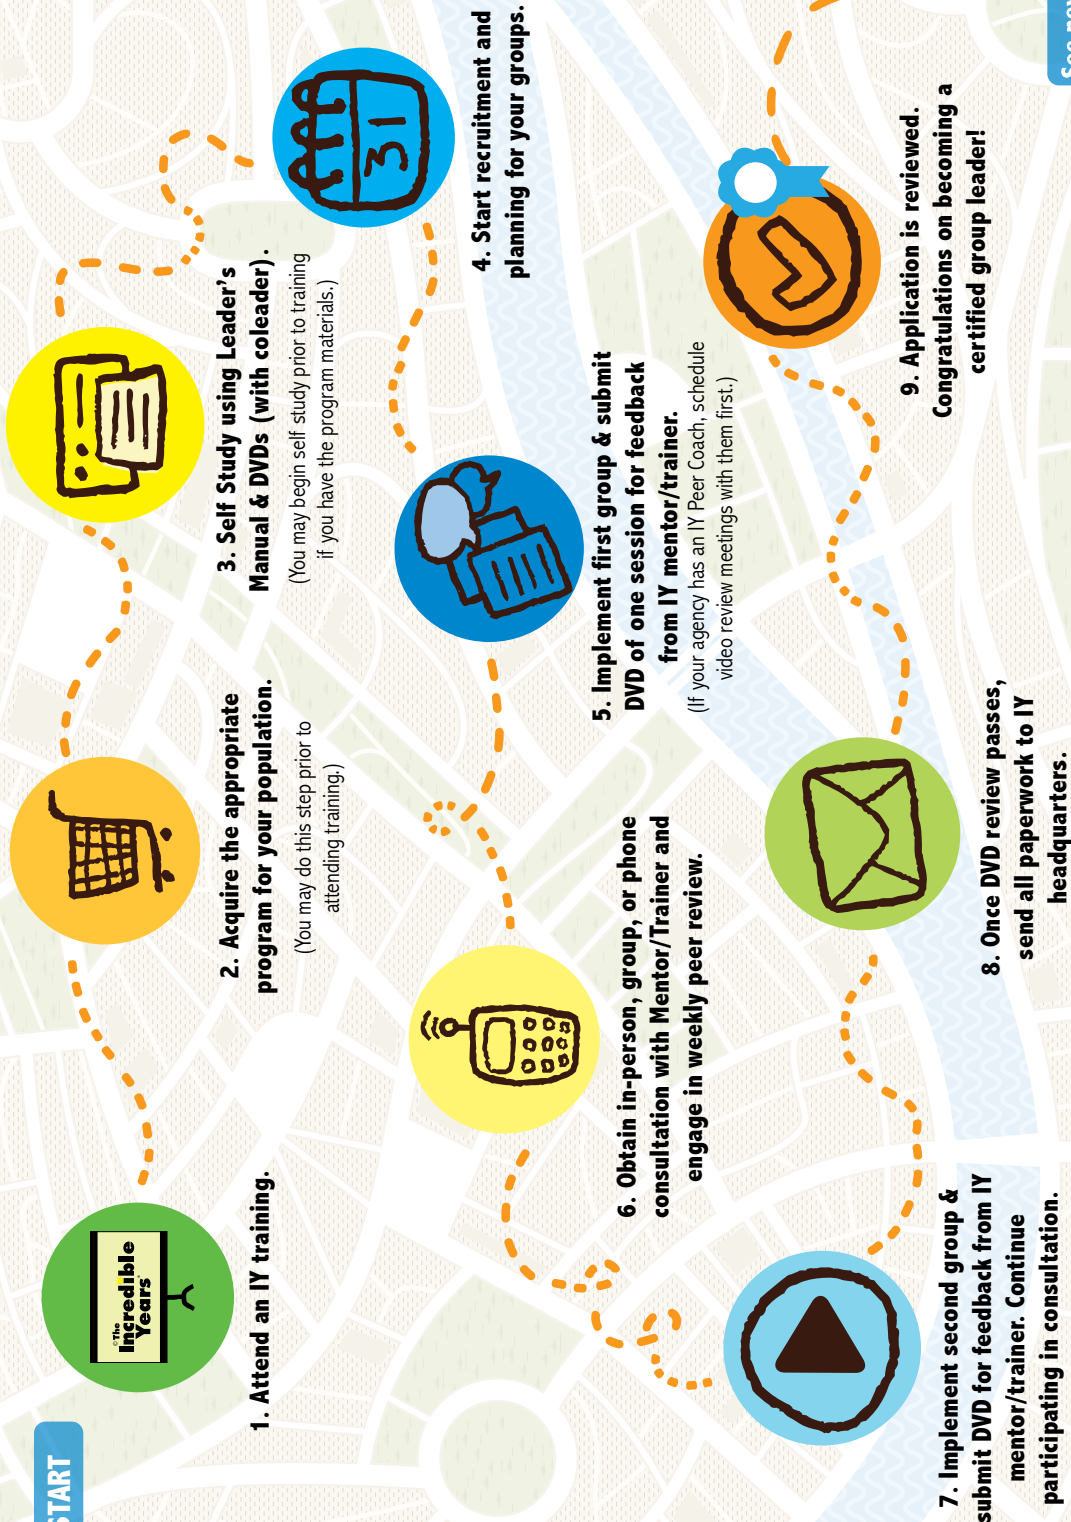 START
© The
Incredible
Years
1. Attend an IY training.
2. Acquire the appropriate
program for your population.
(You may do this step prior to
attending training.)
3. Self Study using Leader's
Manual & DVDs (with coleader).
(You may begin self study prior to training
if you have the program materials.)
31
4. Start recruitment and
planning for your groups.
5. Implement first group & submit
DVD of one session for feedback
from IY mentor/trainer.
(If your agency has an IY Peer Coach, schedule
video review meetings with them first.)
6. Obtain in-person, group, or phone
consultation with Mentor/Trainer and
engage in weekly peer review.
7. Implement second group &
submit DVD for feedback from IY
mentor/trainer. Continue
participating in consultation.
8. Once DVD review passes,
send all paperwork to IY
headquarters.
9. Application is reviewed.
Congratulations on becoming a
certified group leader!
See